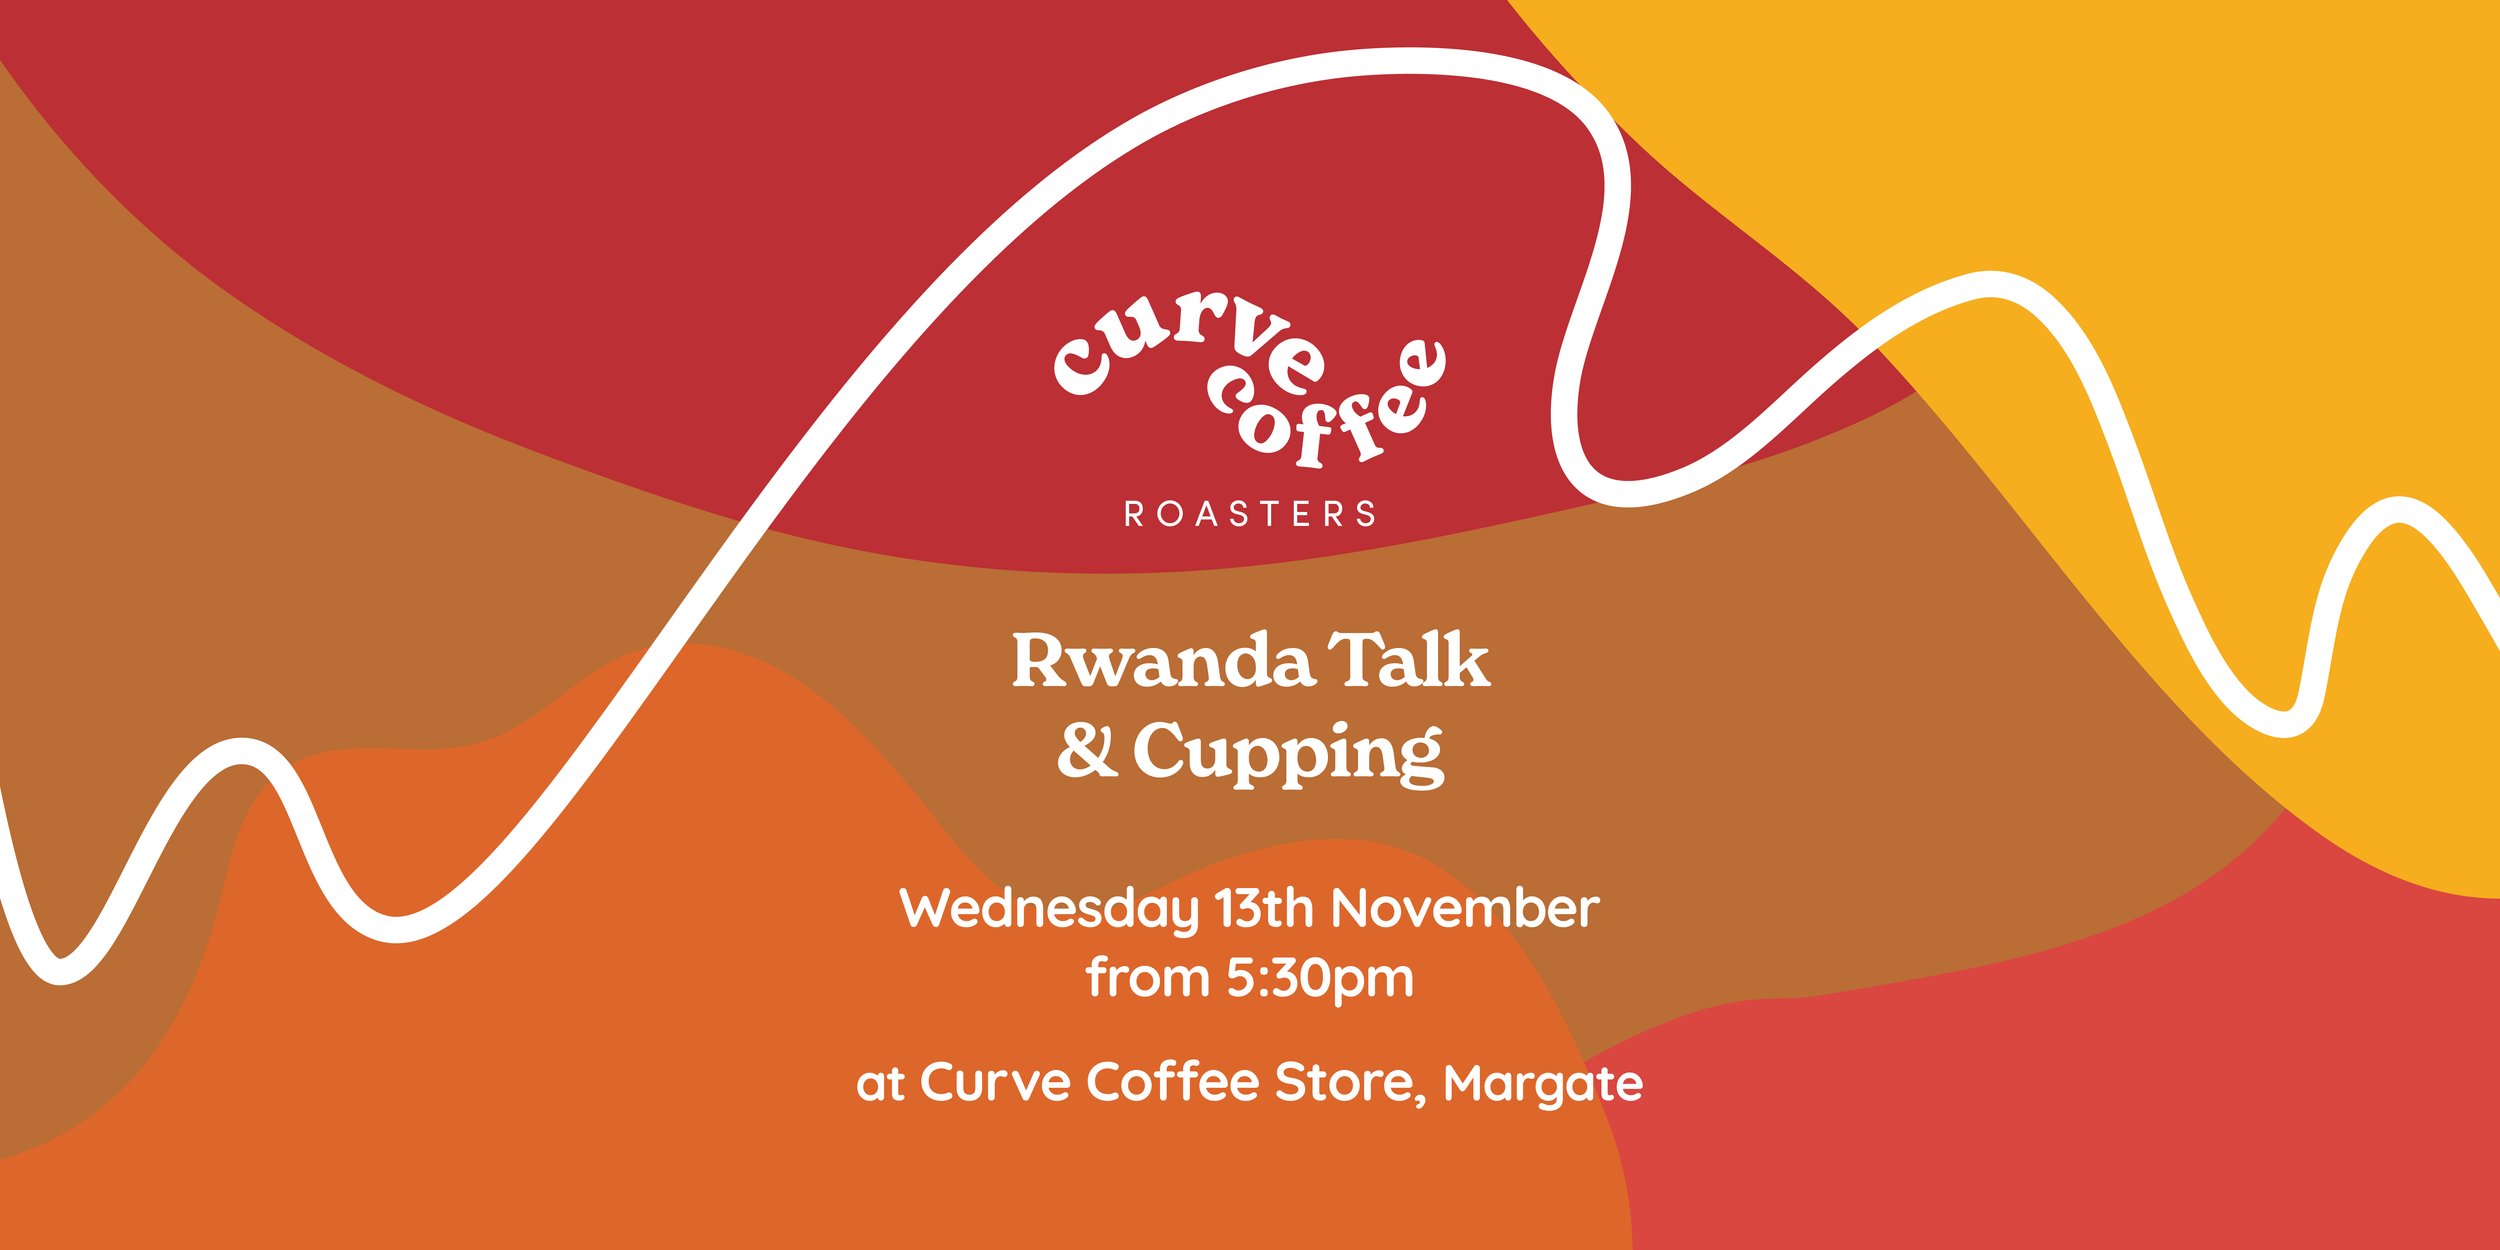 curve
coffee
ROASTERS
Rwanda Talk
& Cupping
Wednesday 13th November
from 5:30pm
at Curve Coffee Store, Margate